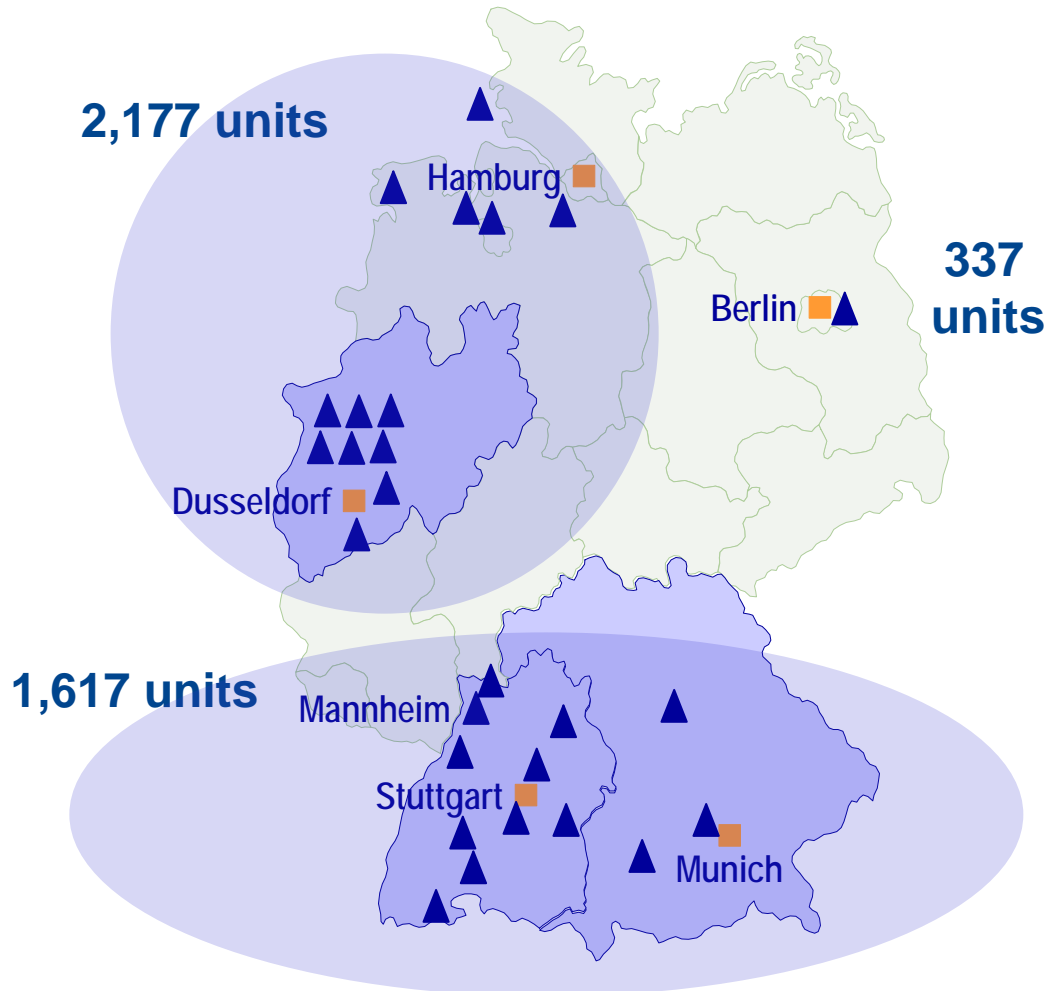 2,177 units
Hamburg
337
units
Berlin
Dusseldorf
1,617 units
Mannheim
Stuttgart
Munich